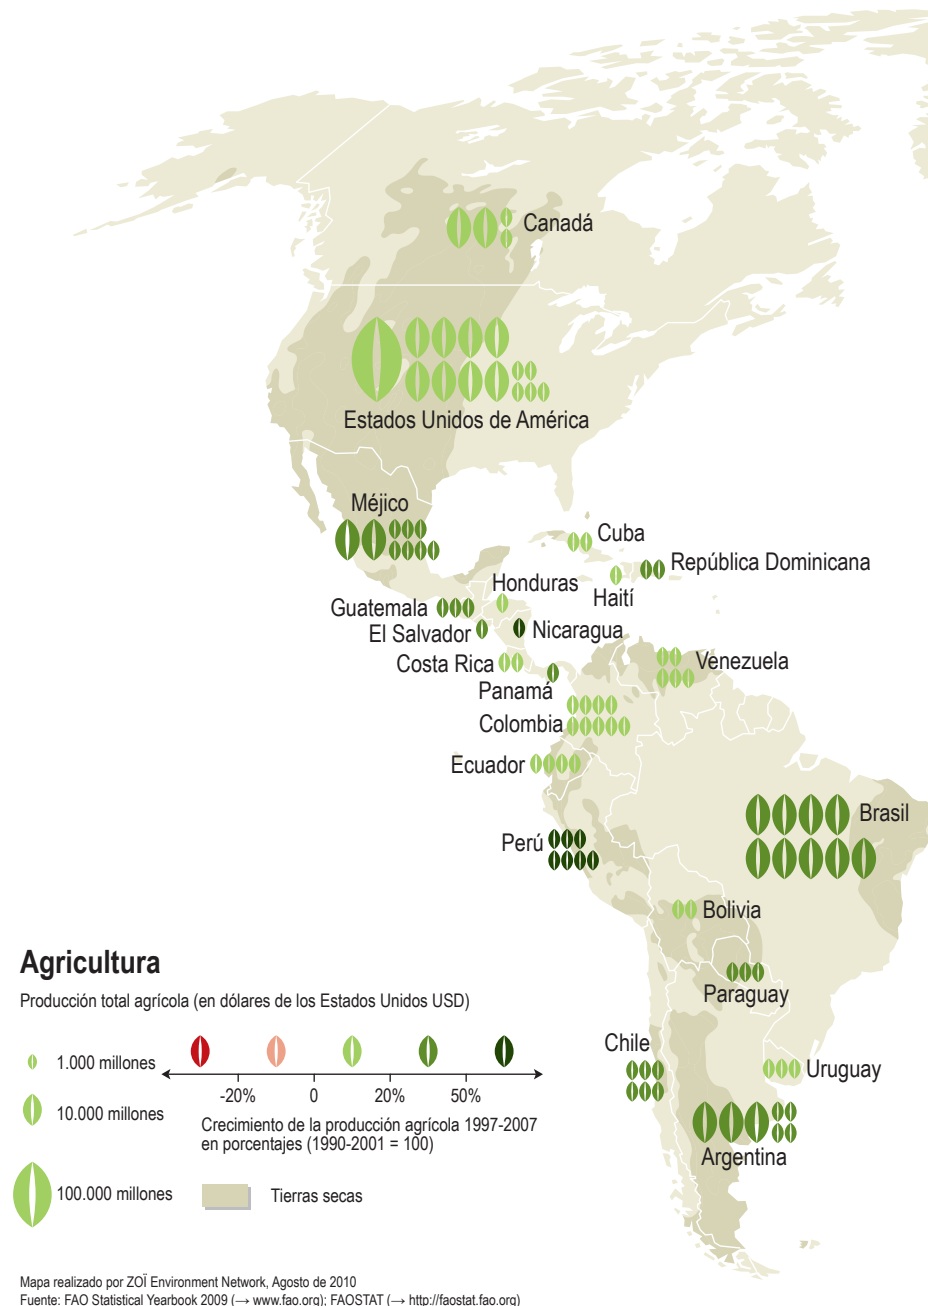 Canadá
Estados Unidos de América
Méjico
Cuba
República Dominicana
Haití
Honduras
Guatemala
El Salvador
Nicaragua
Costa Rica
Panamá
Venezuela
Colombia
Ecuador
Brasil
Perú
Bolivia
Paraguay
Chile
Uruguay
Argentina
Agricultura
Producción total agrícola (en dólares de los Estados Unidos USD)
1.000 millones
10.000 millones
100.000 millones
-20% 0 20% 50%
Crecimiento de la producción agrícola 1997-2007
en porcentajes (1990-2001 = 100)
Tierras secas
Mapa realizado por ZOÏ Environment Network, Agosto de 2010
Fuente: FAO Statistical Yearbook 2009 (→ www.fao.org); FAOSTAT (→ http://faostat.fao.org)